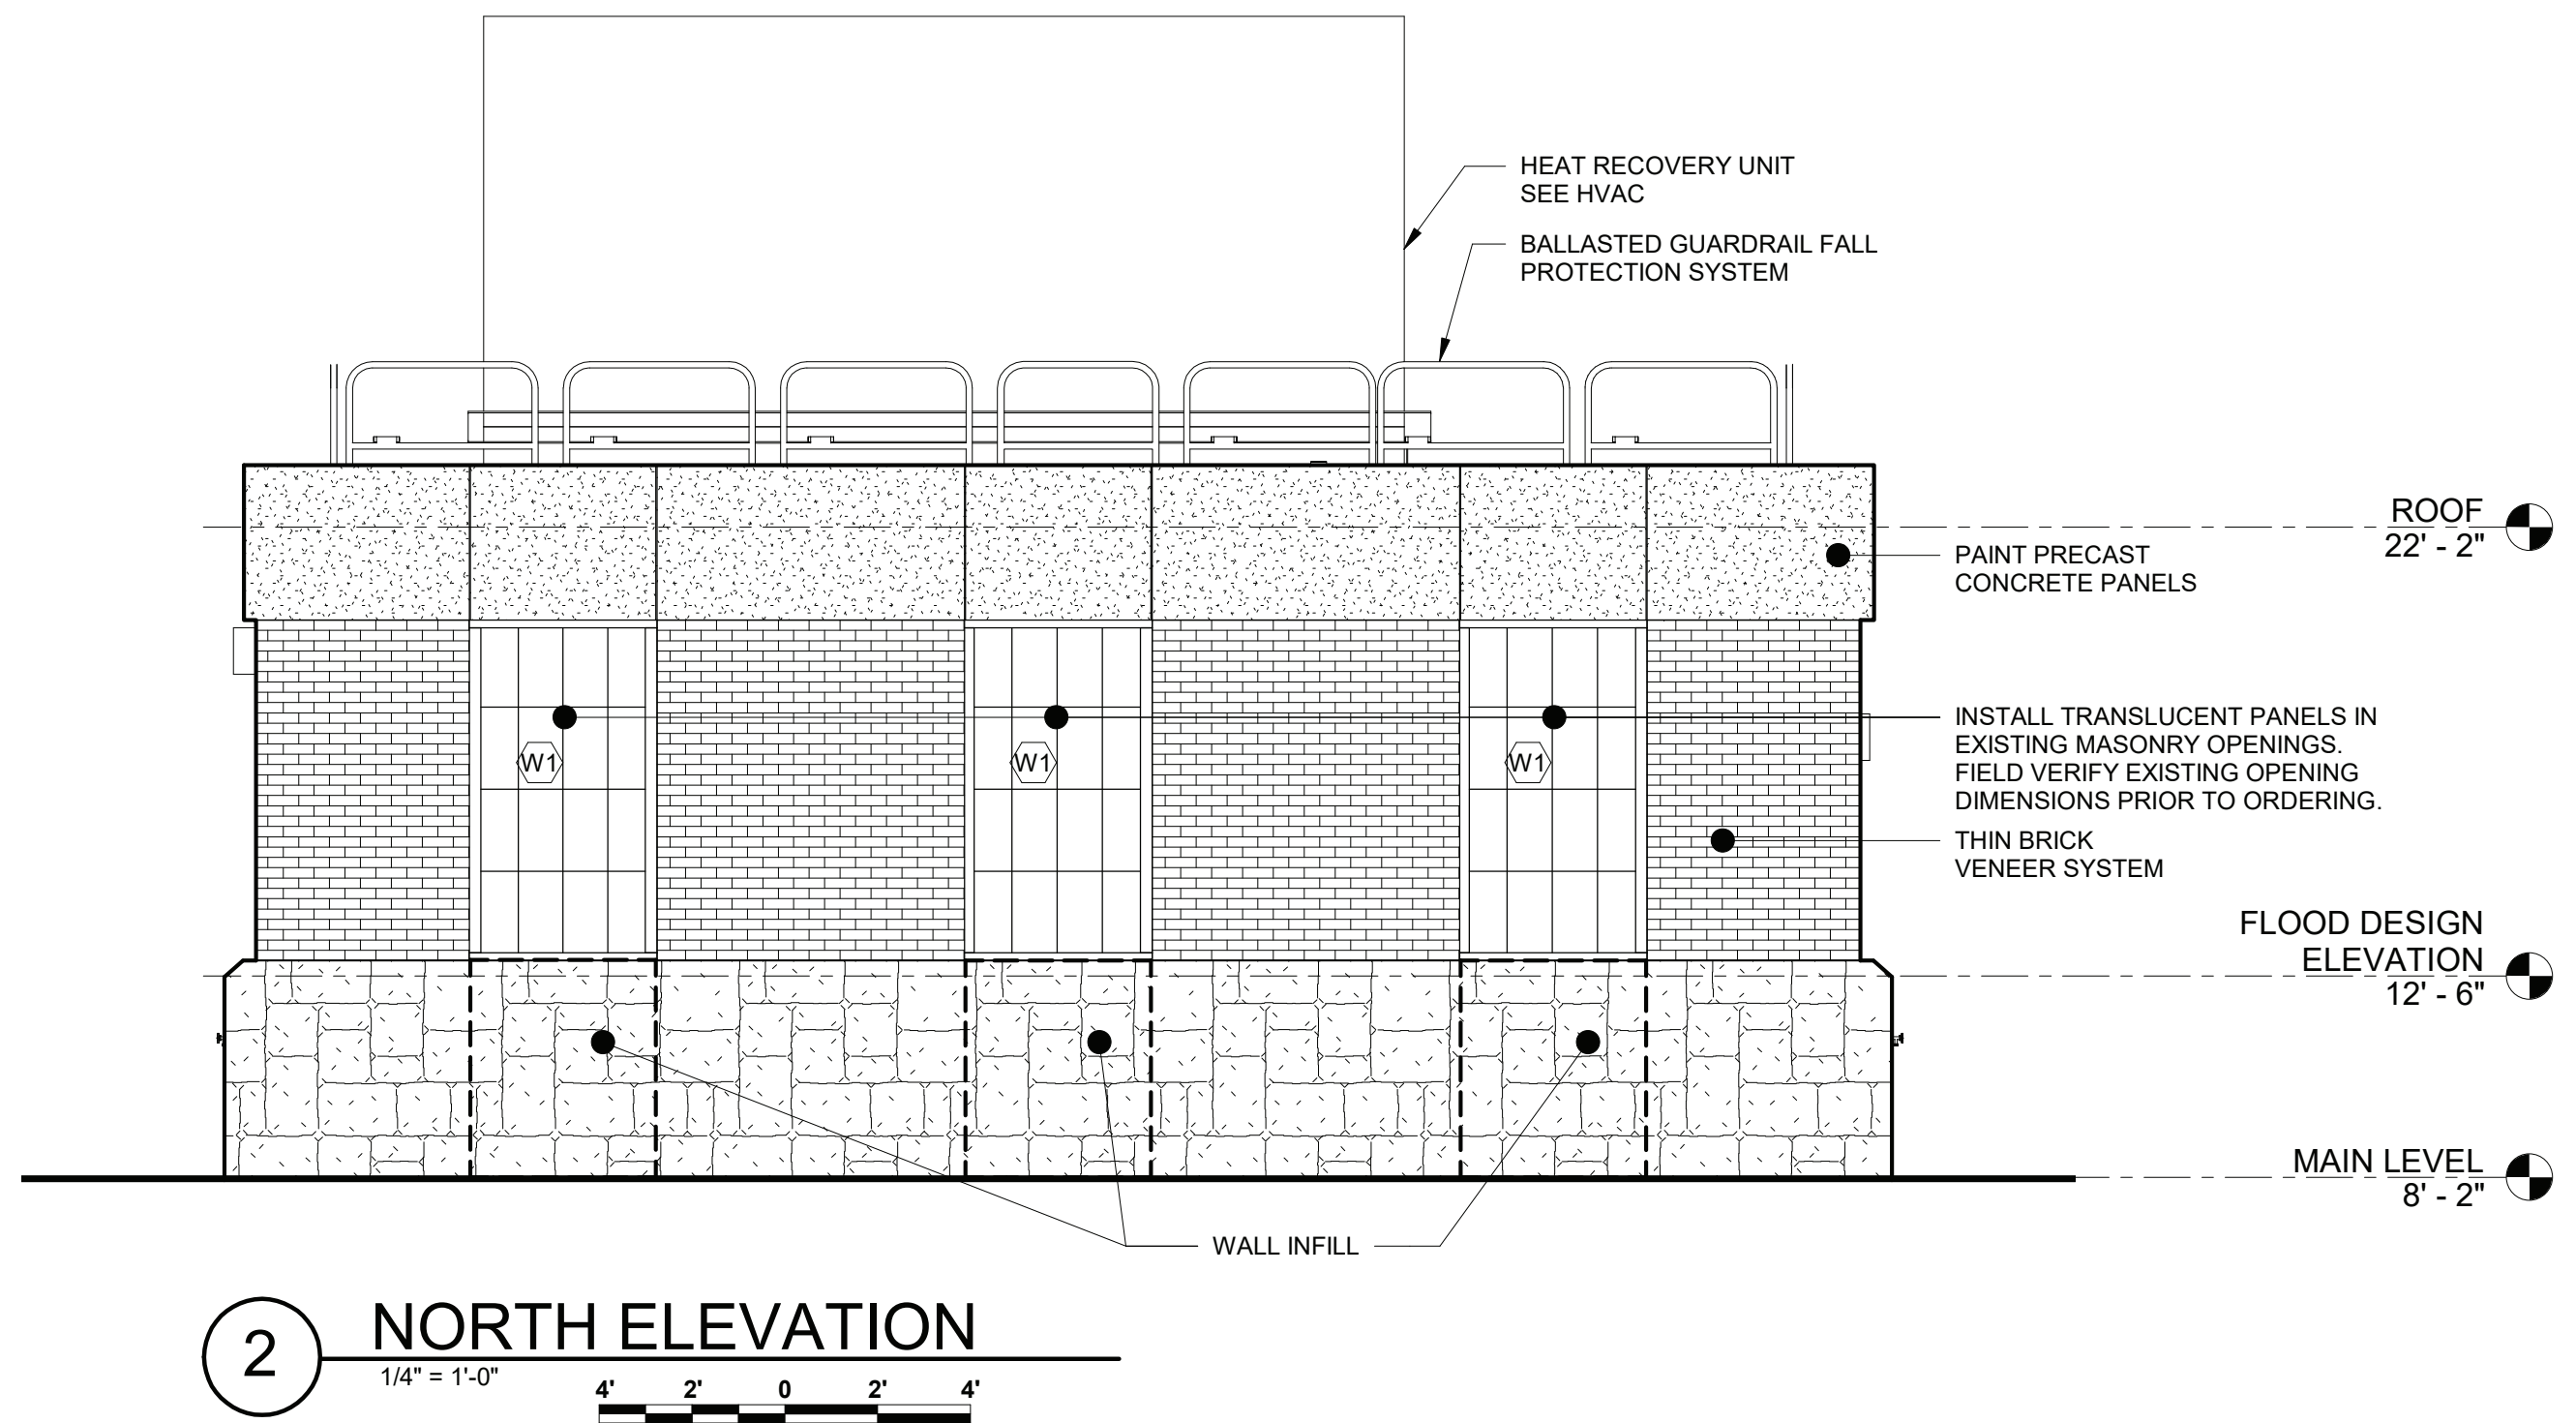 HEAT RECOVERY UNIT
SEE HVAC
BALLASTED GUARDRAIL FALL
PROTECTION SYSTEM
ROOF
22' - 2"
PAINT PRECAST
CONCRETE PANELS
INSTALL TRANSLUCENT PANELS IN
EXISTING MASONRY OPENINGS.
FIELD VERIFY EXISTING OPENING
DIMENSIONS PRIOR TO ORDERING.
W1
W1
W1
THIN BRICK
VENEER SYSTEM
FLOOD DESIGN
ELEVATION
12' - 6"
MAIN LEVEL
8' - 2"
WALL INFILL
2
NORTH ELEVATION
1/4" = 1'-0"
4' 2' 0 2' 4'